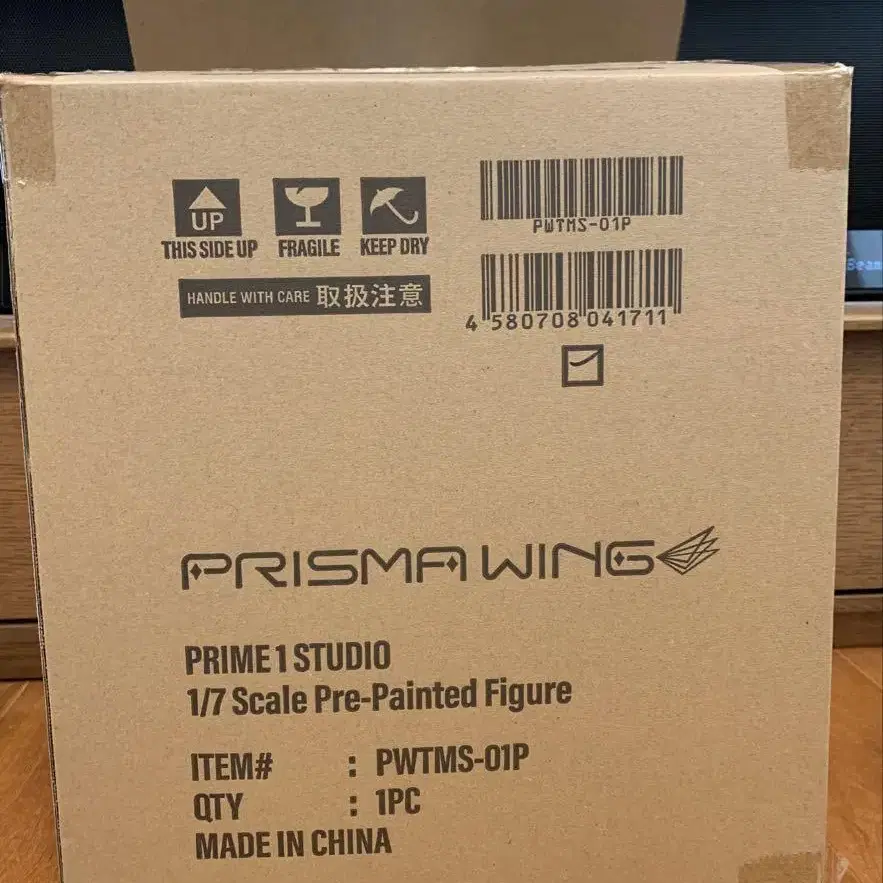 UP
THIS SIDE UP FRAGILE KEEP DRY
HANDLE WITH CARE 取扱注意
PWTMS-01P
4 580708 041711
PRISMA WING
PRIME 1 STUDIO
1/7 Scale Pre-Painted Figure
ITEM# : PWTMS-01P
QTY : 1PC
MADE IN CHINA